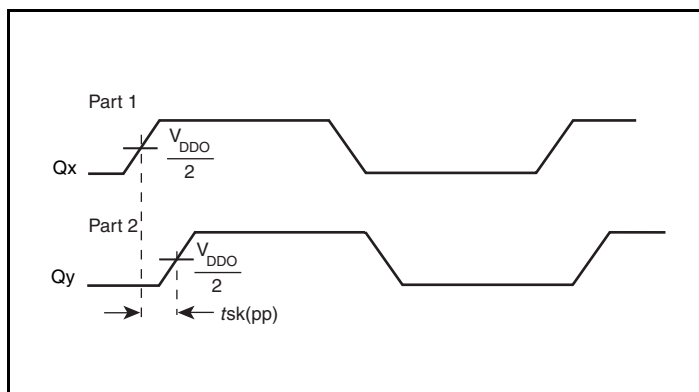 Part 1
V_DDO
2
Qx
Part 2
V_DDO
2
Qy
tsk(pp)